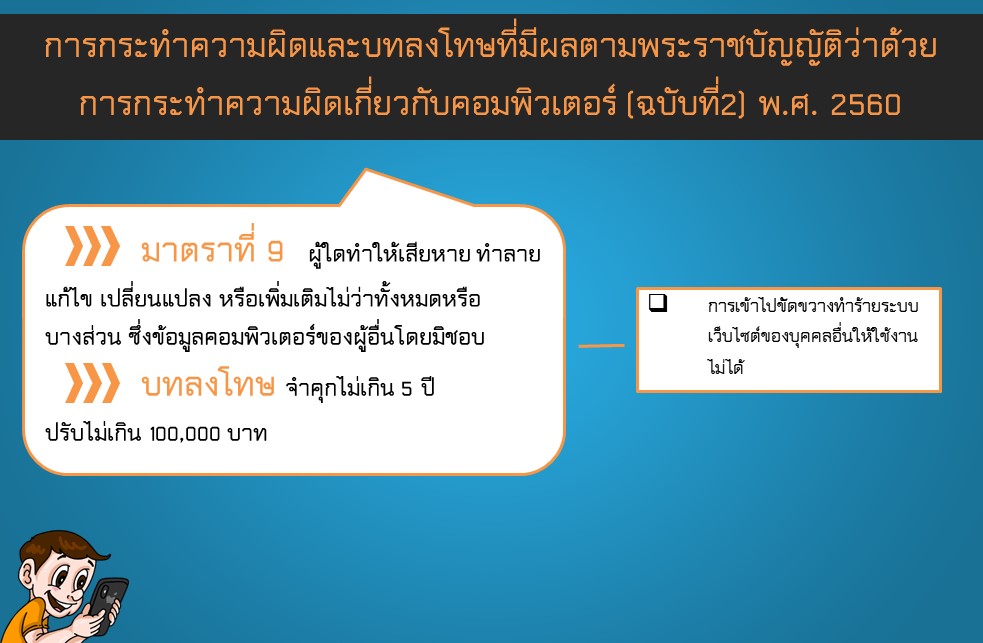 การกระทำความผิดและบทลงโทษที่มีผลตามพระราชบัญญัติว่าด้วย
การกระทำความผิดเกี่ยวกับคอมพิวเตอร์ (ฉบับที่2) พ.ศ. 2560
มาตราที่ 9 ผู้ใดทำให้เสียหาย ทำลาย
แก้ไข เปลี่ยนแปลง หรือเพิ่มเติมไม่ว่าทั้งหมดหรือ
บางส่วน ซึ่งข้อมูลคอมพิวเตอร์ของผู้อื่นโดยมิชอบ
บทลงโทษ จำคุกไม่เกิน 5 ปี
ปรับไม่เกิน 100,000 บาท
การเข้าไปขัดขวางทำร้ายระบบ
เว็บไซต์ของบุคคลอื่นให้ใช้งาน
ไม่ได้